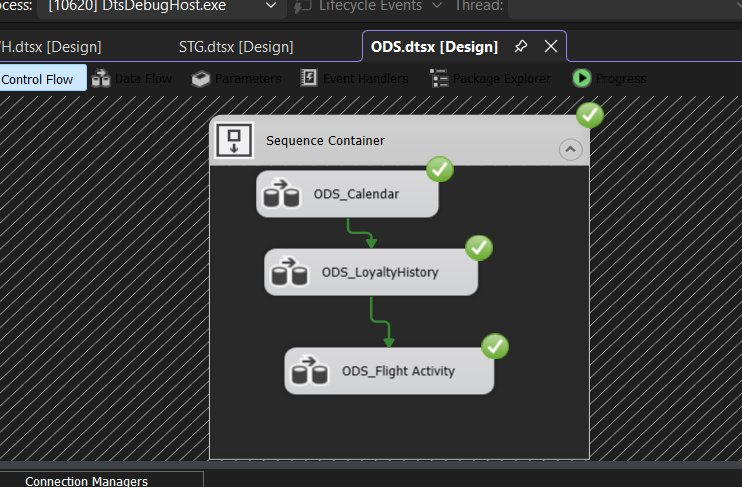 ocess: [10620] DtsDebugHost.exe Lifecycle Events Thread:
/H.dtsx [Design] STG.dtsx [Design] ODS.dtsx [Design]
Control Flow Data Flow Parameters Event Handlers Package Explorer Progress
Sequence Container
ODS_Calendar
ODS_LoyaltyHistory
ODS_Flight Activity
Connection Managers